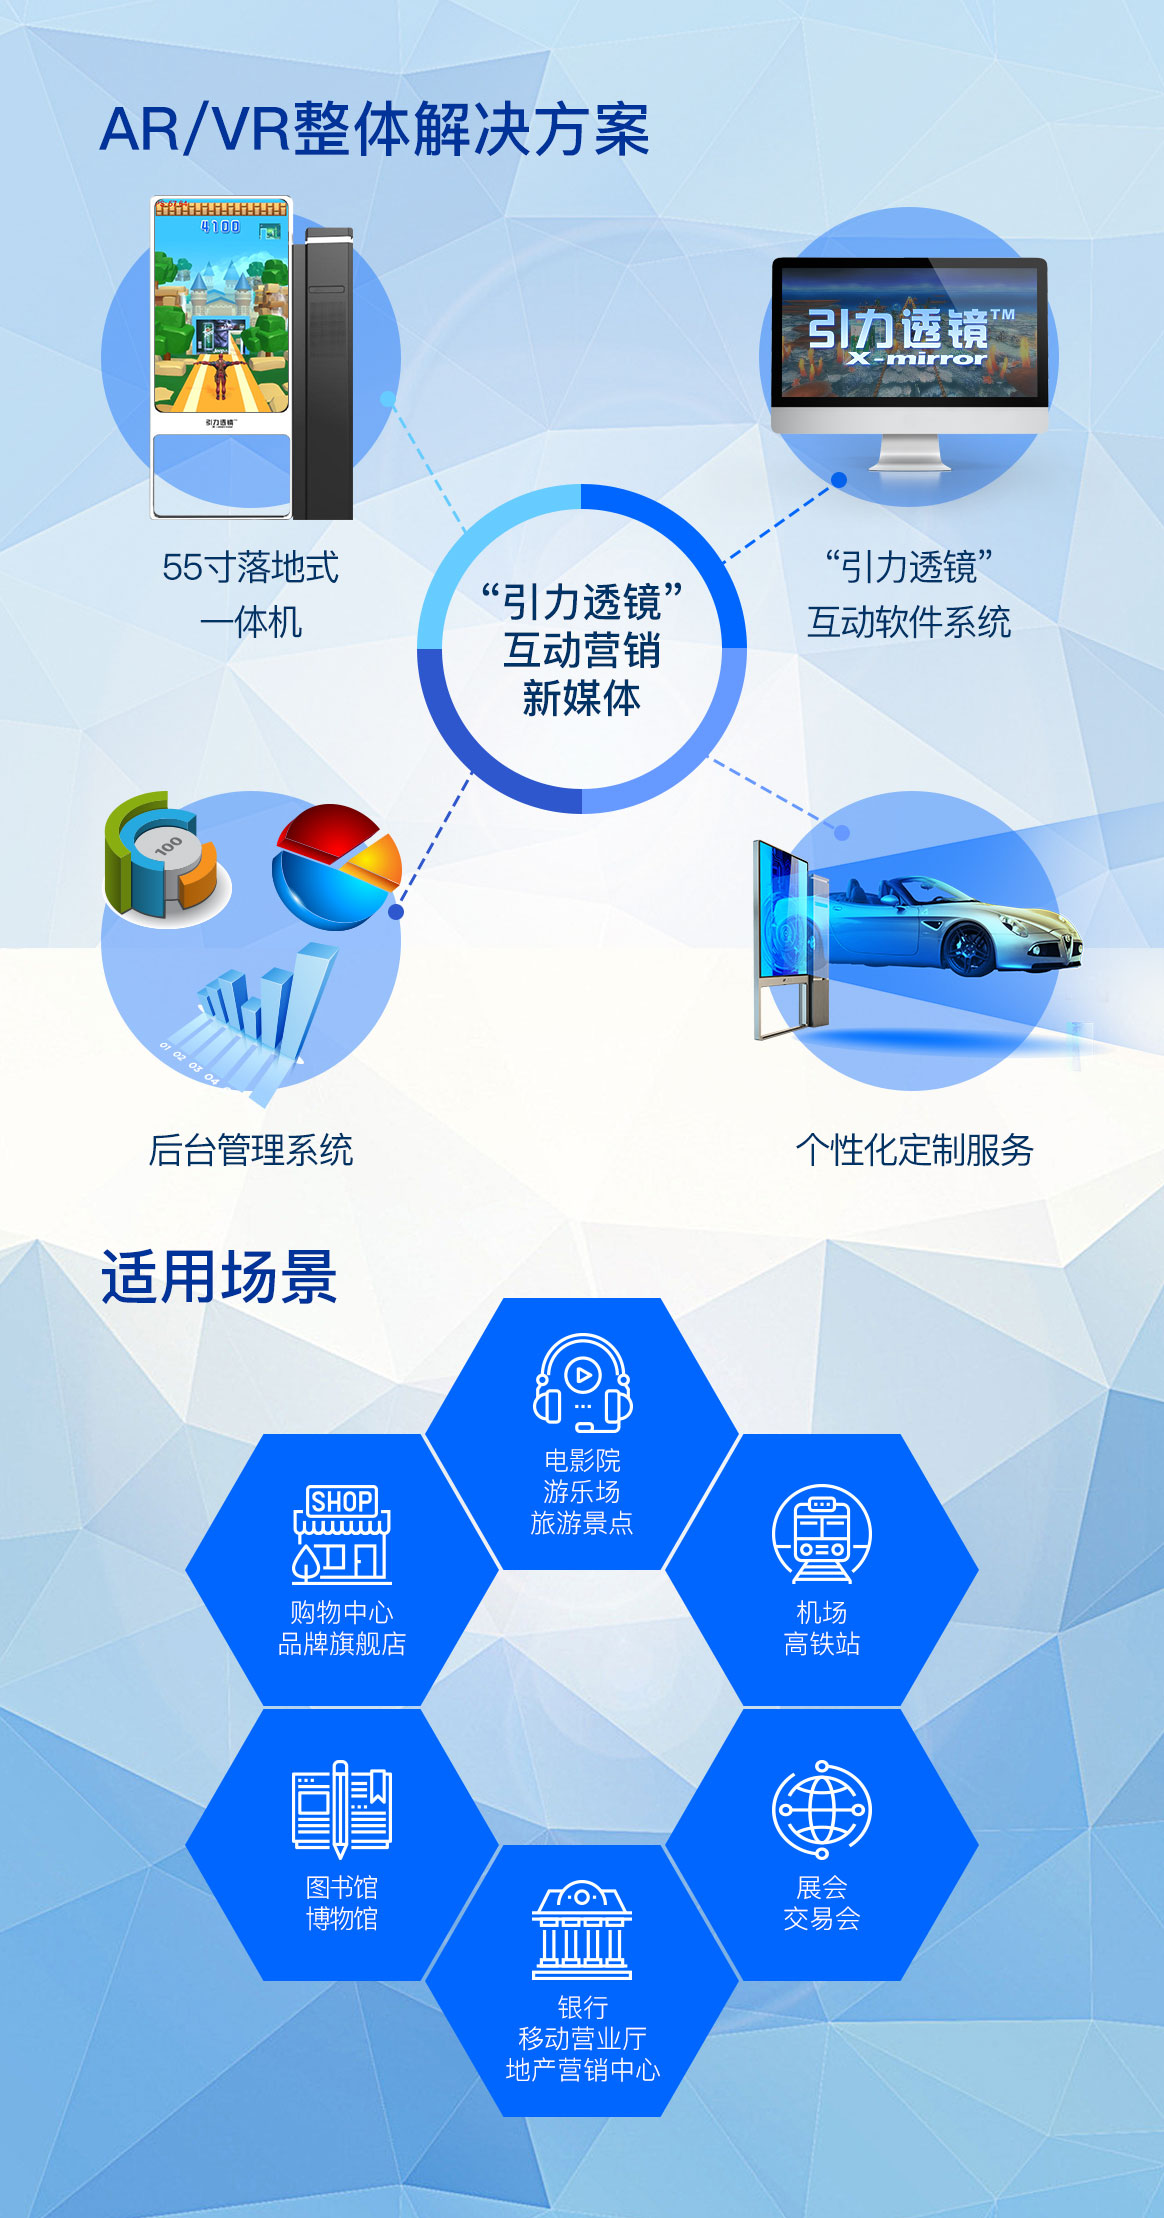 AR/VR整体解决方案
4100
引力透镜™
引力透镜™
X-mirror
55寸落地式
一体机
“引力透镜”
互动软件系统
“引力透镜”
互动营销
新媒体
100
01 02 03 04
后台管理系统
个性化定制服务
适用场景
电影院
游乐场
旅游景点
SHOP
购物中心
品牌旗舰店
机场
高铁站
图书馆
博物馆
展会
交易会
银行
移动营业厅
地产营销中心